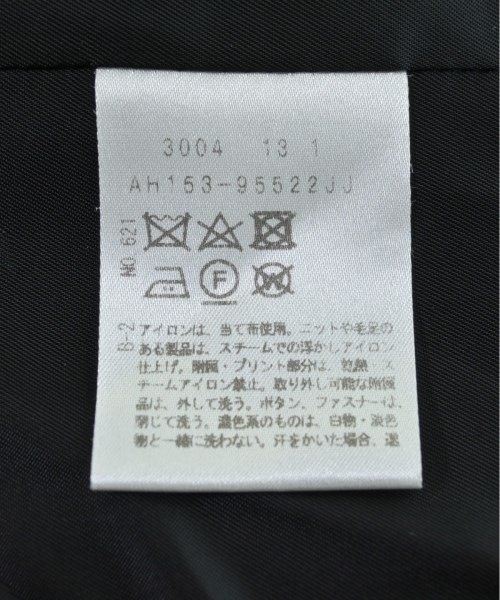 3004 13 1
AH153-95522JJ
NO.621
F
W
B-2
アイロンは、当て布使用。ニットや毛足の
ある製品は、スチームでの浮かしアイロン
仕上げ。附属・プリント部分は、乾熱・ス
チームアイロン禁止。取り外し可能な附属
品は、外して洗う。ボタン、ファスナーは、
閉じて洗う。濃色系のものは、白物・淡色
物と一緒に洗わない。汗をかいた場合、速